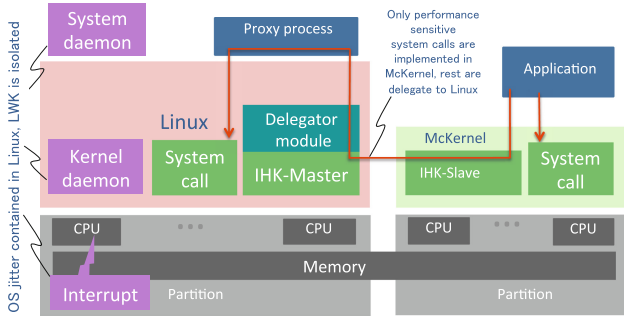 OS jitter contained in Linux, LWK is isolated
System
daemon
Proxy process
Only performance
sensitive
system calls are
implemented in
McKernel, rest are
delegate to Linux
Application
Linux
Delegator
module
McKernel
Kernel
daemon
System
call
IHK-Master
IHK-Slave
System
call
CPU
CPU
CPU
CPU
Memory
Interrupt
Partition
Partition